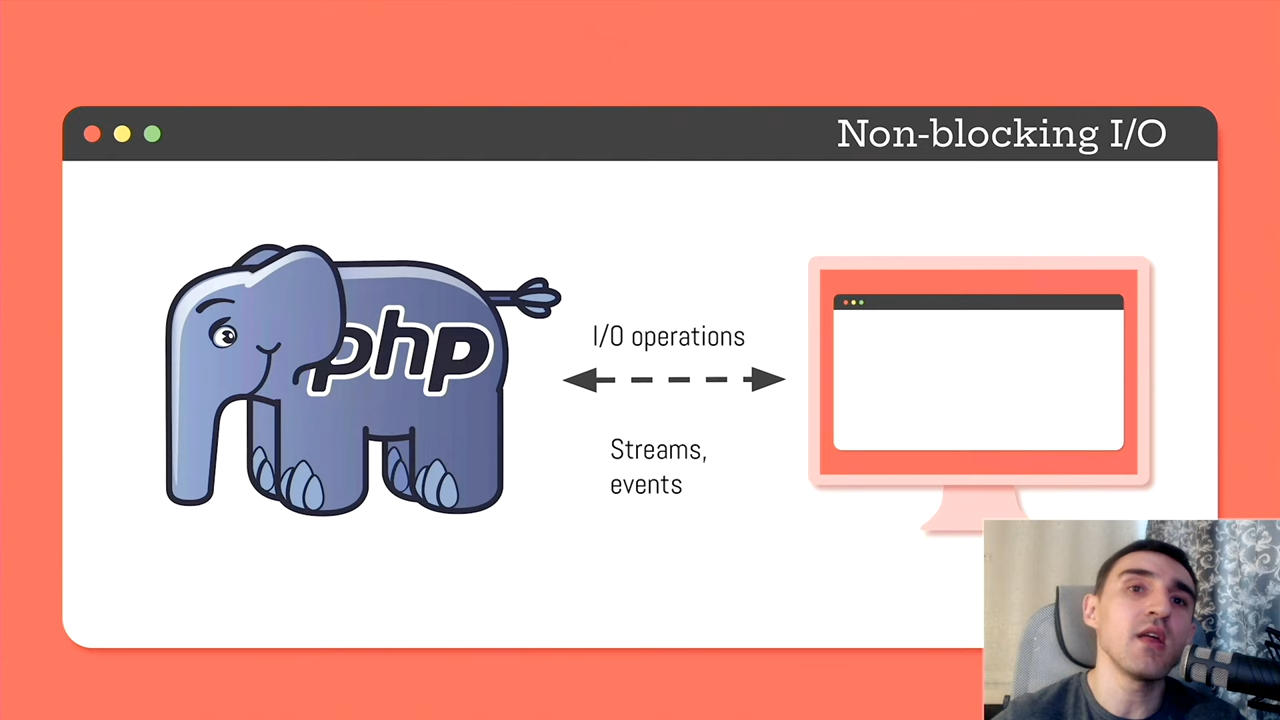 Non-blocking I/O
php
I/O operations
Streams,
events